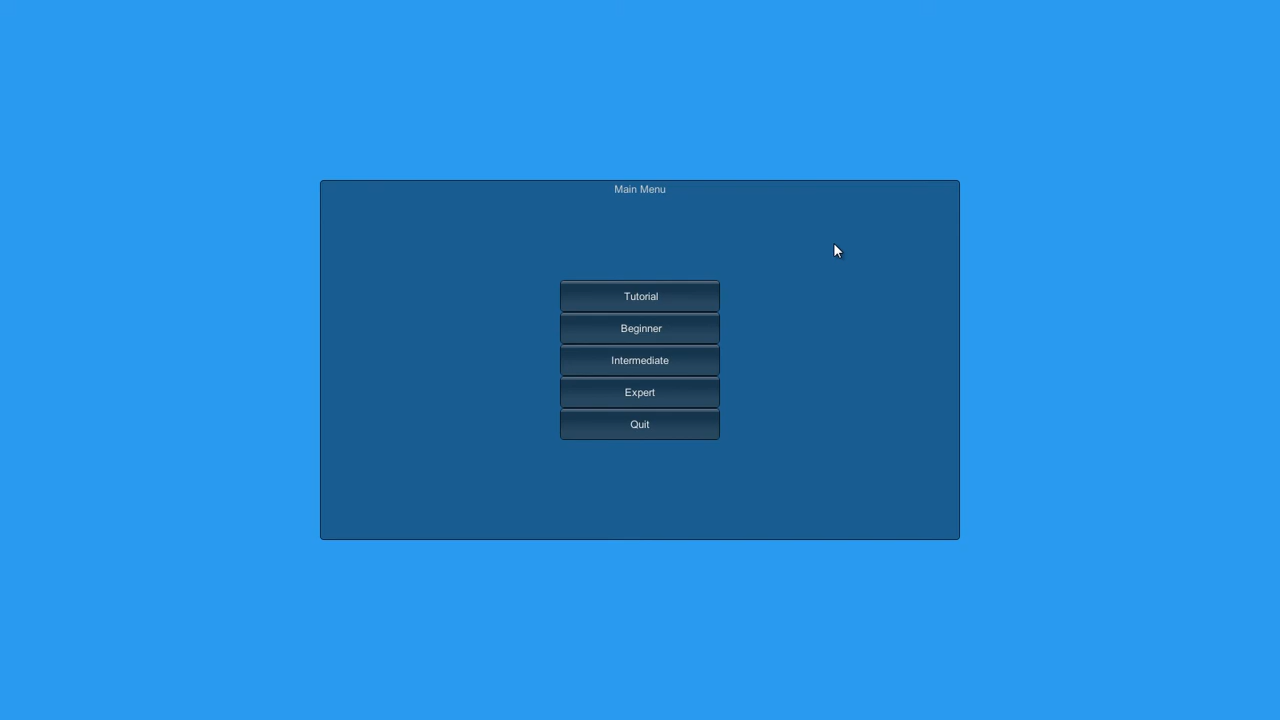 Main Menu
Tutorial
Beginner
Intermediate
Expert
Quit